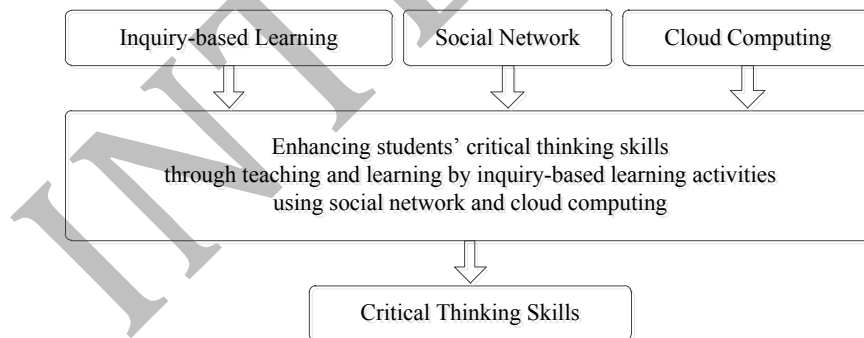 Inquiry-based Learning
Social Network
Cloud Computing
Enhancing students’ critical thinking skills
through teaching and learning by inquiry-based learning activities
using social network and cloud computing
Critical Thinking Skills